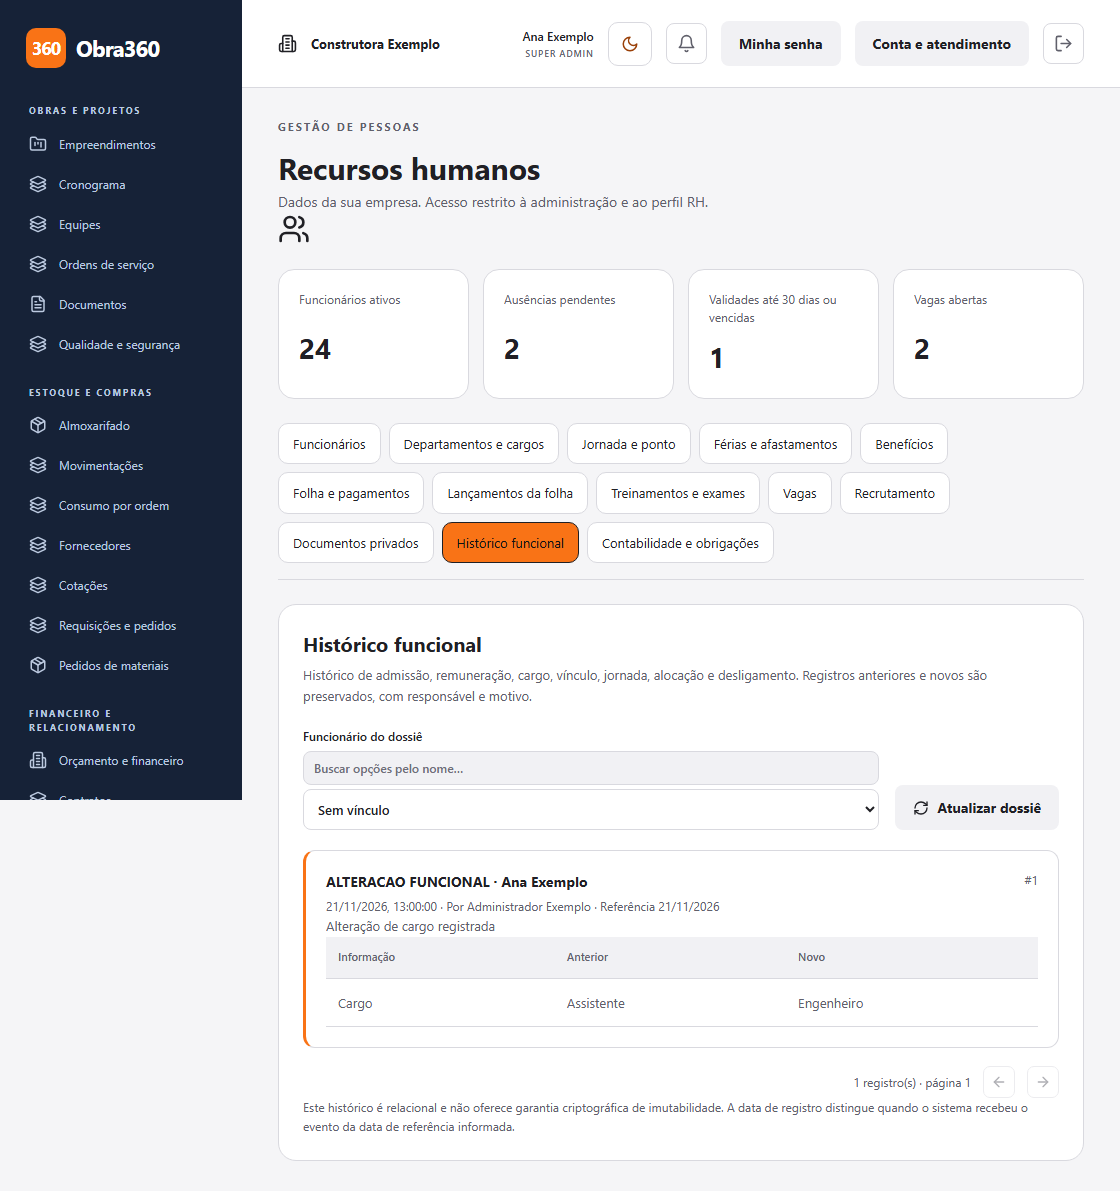 360 Obra360
OBRAS E PROJETOS
Empreendimentos
Cronograma
Equipes
Ordens de serviço
Documentos
Qualidade e segurança
ESTOQUE E COMPRAS
Almoxarifado
Movimentações
Consumo por ordem
Fornecedores
Cotações
Requisições e pedidos
Pedidos de materiais
FINANCEIRO E
RELACIONAMENTO
Orçamento e financeiro
Contratos
Construtora Exemplo
Ana Exemplo
SUPER ADMIN
Minha senha
Conta e atendimento
GESTÃO DE PESSOAS
Recursos humanos
Dados da sua empresa. Acesso restrito à administração e ao perfil RH.
Funcionários ativos
24
Ausências pendentes
2
Validades até 30 dias ou
vencidas
1
Vagas abertas
2
Funcionários
Departamentos e cargos
Jornada e ponto
Férias e afastamentos
Benefícios
Folha e pagamentos
Lançamentos da folha
Treinamentos e exames
Vagas
Recrutamento
Documentos privados
Histórico funcional
Contabilidade e obrigações
Histórico funcional
Histórico de admissão, remuneração, cargo, vínculo, jornada, alocação e desligamento. Registros anteriores e novos são
preservados, com responsável e motivo.
Funcionário do dossiê
Buscar opções pelo nome...
Sem vínculo
Atualizar dossiê
ALTERACAO FUNCIONAL · Ana Exemplo
#1
21/11/2026, 13:00:00 · Por Administrador Exemplo · Referência 21/11/2026
Alteração de cargo registrada
Informação Anterior Novo
Cargo Assistente Engenheiro
1 registro(s) · página 1
Este histórico é relacional e não oferece garantia criptográfica de imutabilidade. A data de registro distingue quando o sistema recebeu o
evento da data de referência informada.